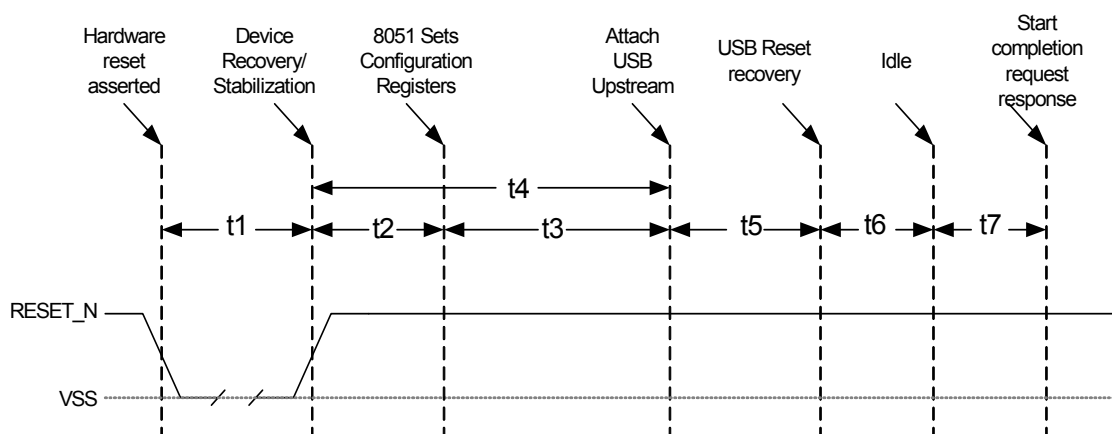 Hardware
reset
asserted
Device
Recovery/
Stabilization
8051 Sets
Configuration
Registers
Attach
USB
Upstream
USB Reset
recovery
Idle
Start
completion
request
response
t4
t1
t2
t3
t5
t6
t7
RESET_N
VSS